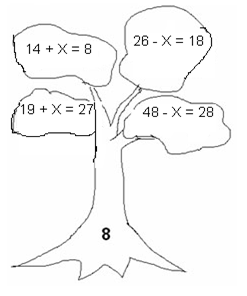 14 + X = 8
26 - X = 18
19 + X = 27
48 - X = 28
8